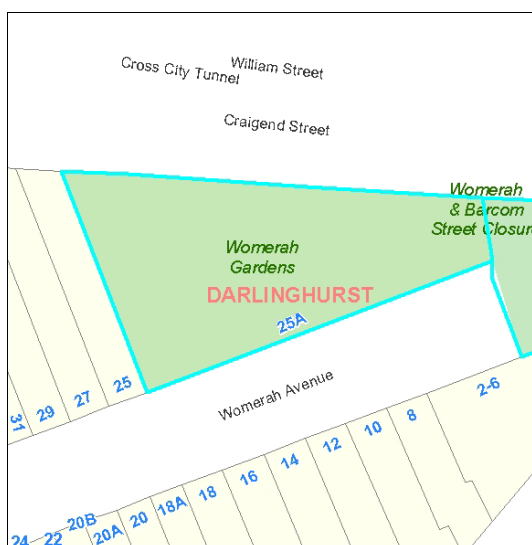 William Street
Cross City Tunnel
Craigend Street
Womerah
& Barcom
Street Closur
Womerah
Gardens
DARLINGHURST
25A
25
27
29
31
Womerah Avenue
2-6
8
10
12
14
16
18
18A
20
20A
20B
22
24